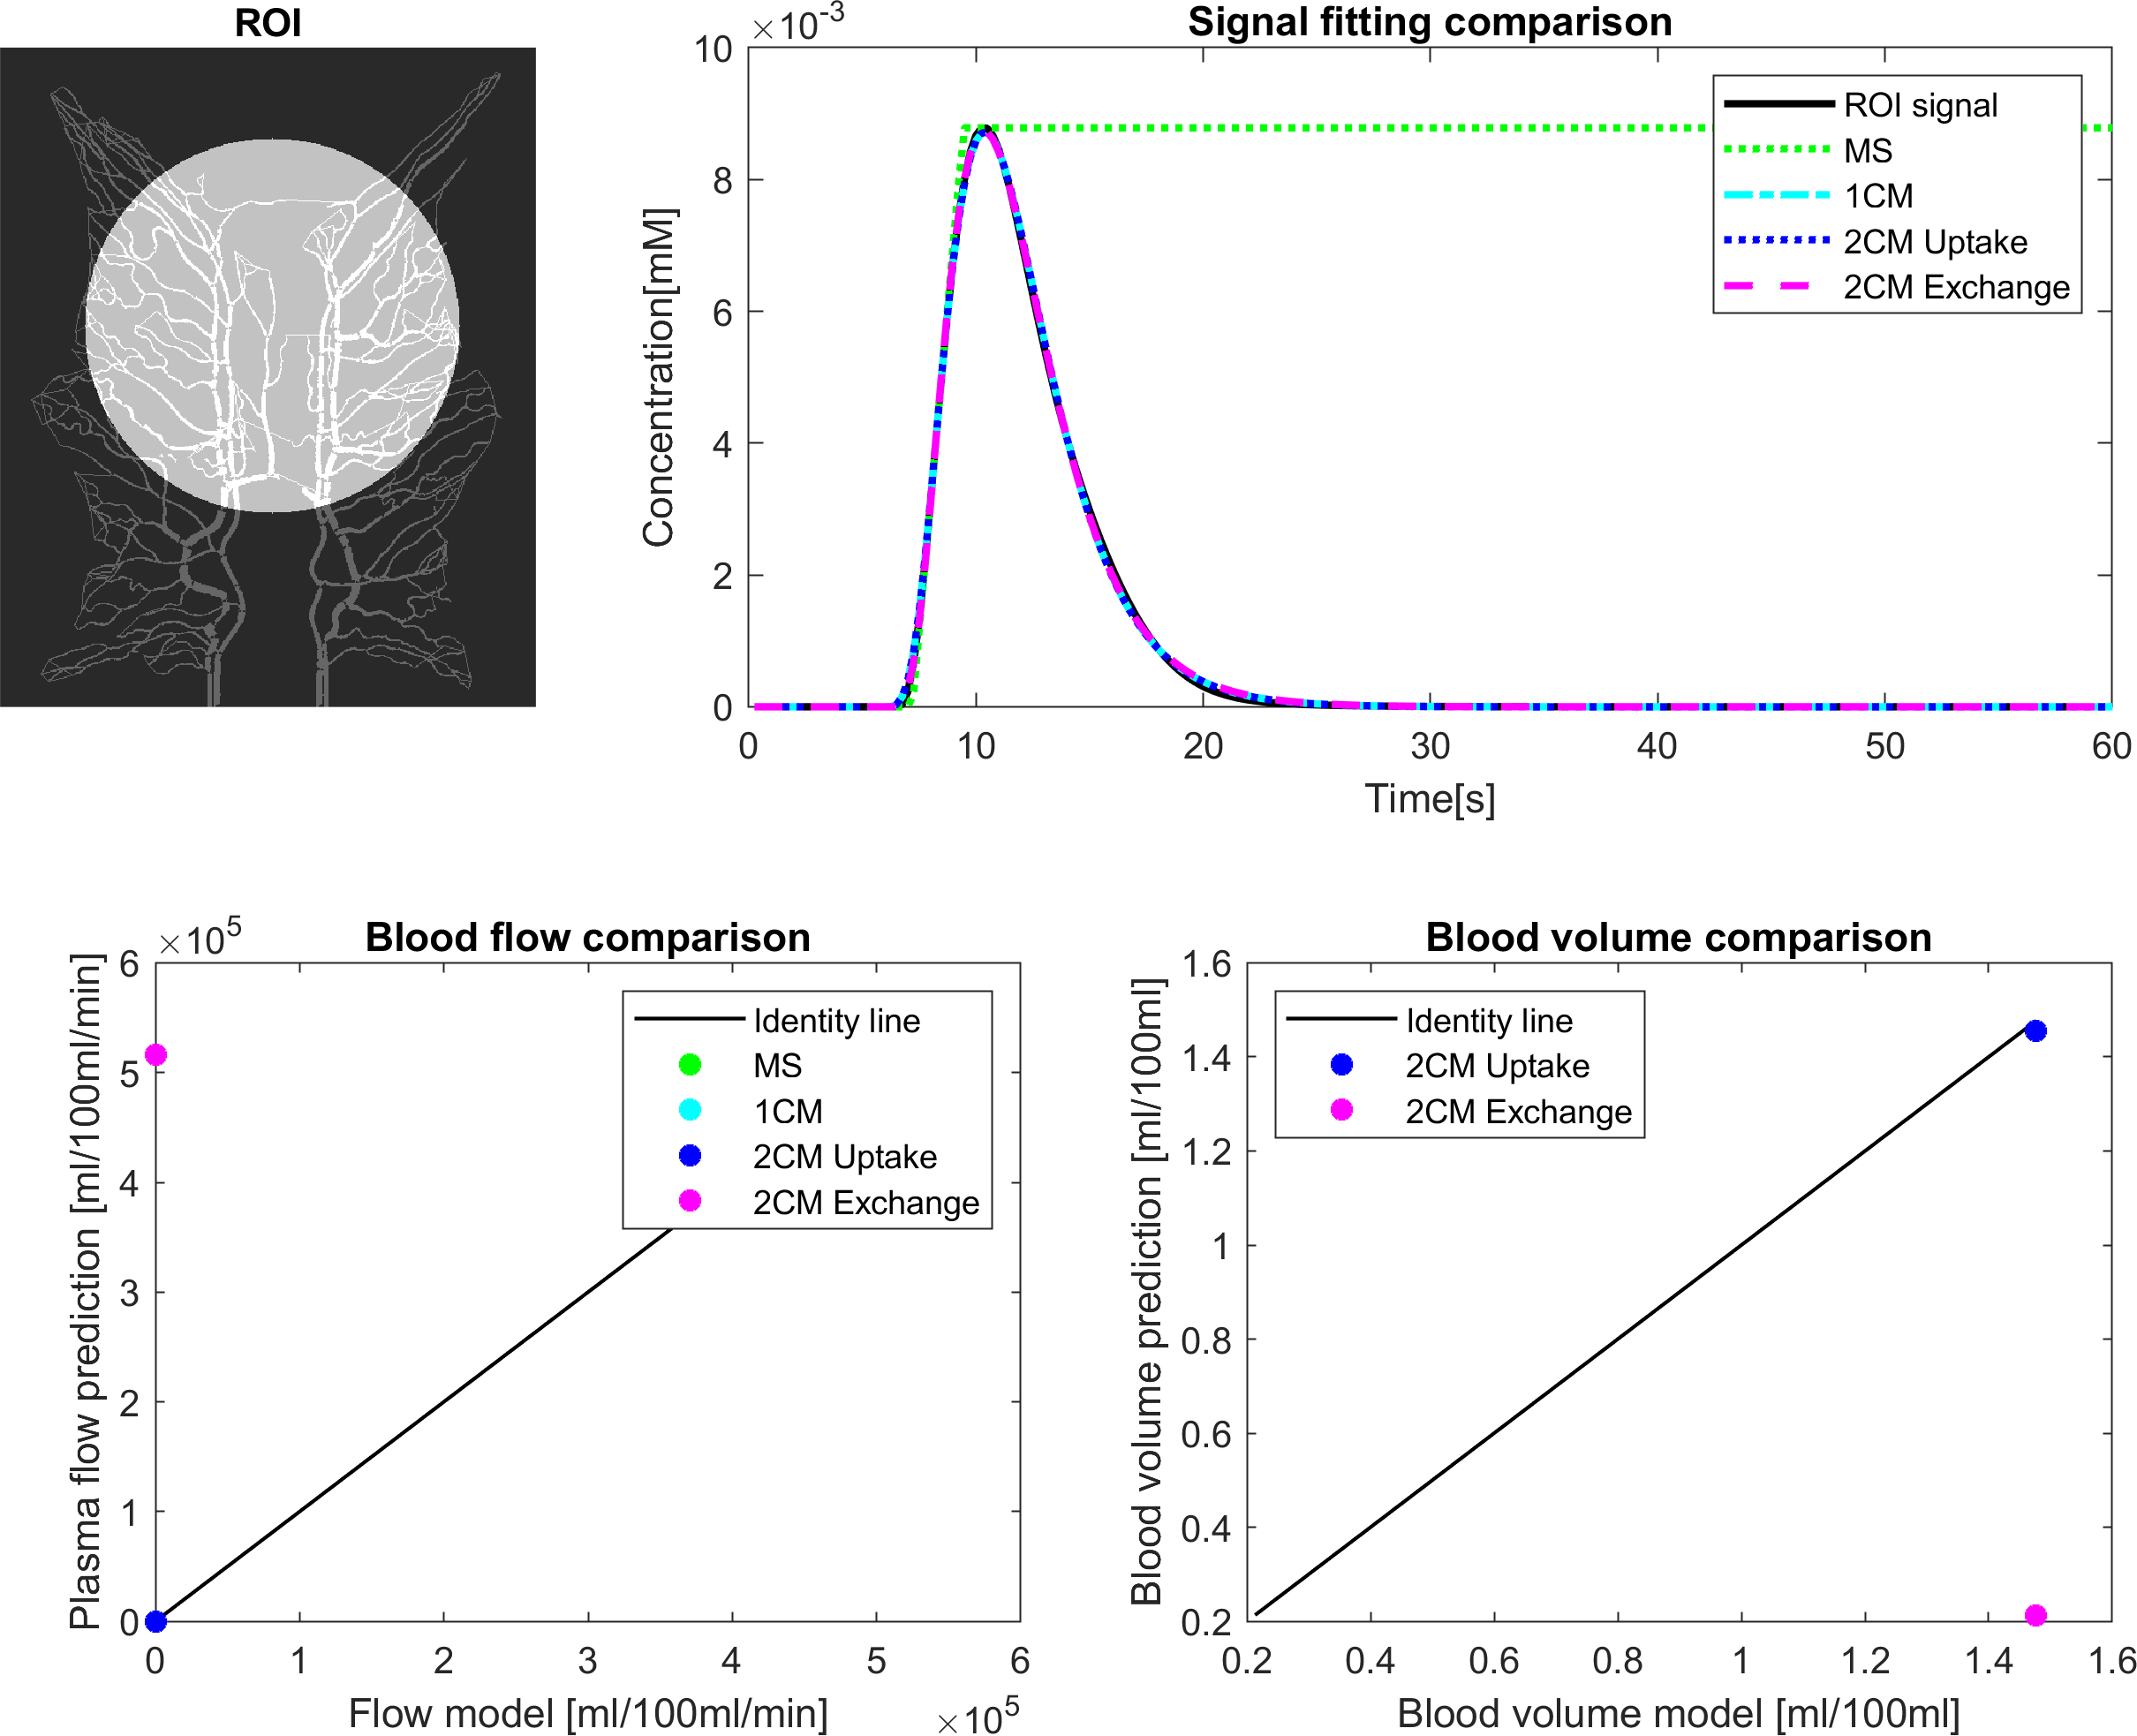 ROI
Signal fitting comparison
×10-3
10
8
6
4
2
0
Concentration[mM]
0 10 20 30 40 50 60
Time[s]
ROI signal
MS
1CM
2CM Uptake
2CM Exchange
Blood flow comparison
×105
6
5
4
3
2
1
0
Plasma flow prediction [ml/100ml/min]
Identity line
MS
1CM
2CM Uptake
2CM Exchange
0 1 2 3 4 5 6
Flow model [ml/100ml/min]
×105
Blood volume comparison
1.6
1.4
1.2
1
0.8
0.6
0.4
0.2
Blood volume prediction [ml/100ml]
Identity line
2CM Uptake
2CM Exchange
0.2 0.4 0.6 0.8 1 1.2 1.4 1.6
Blood volume model [ml/100ml]